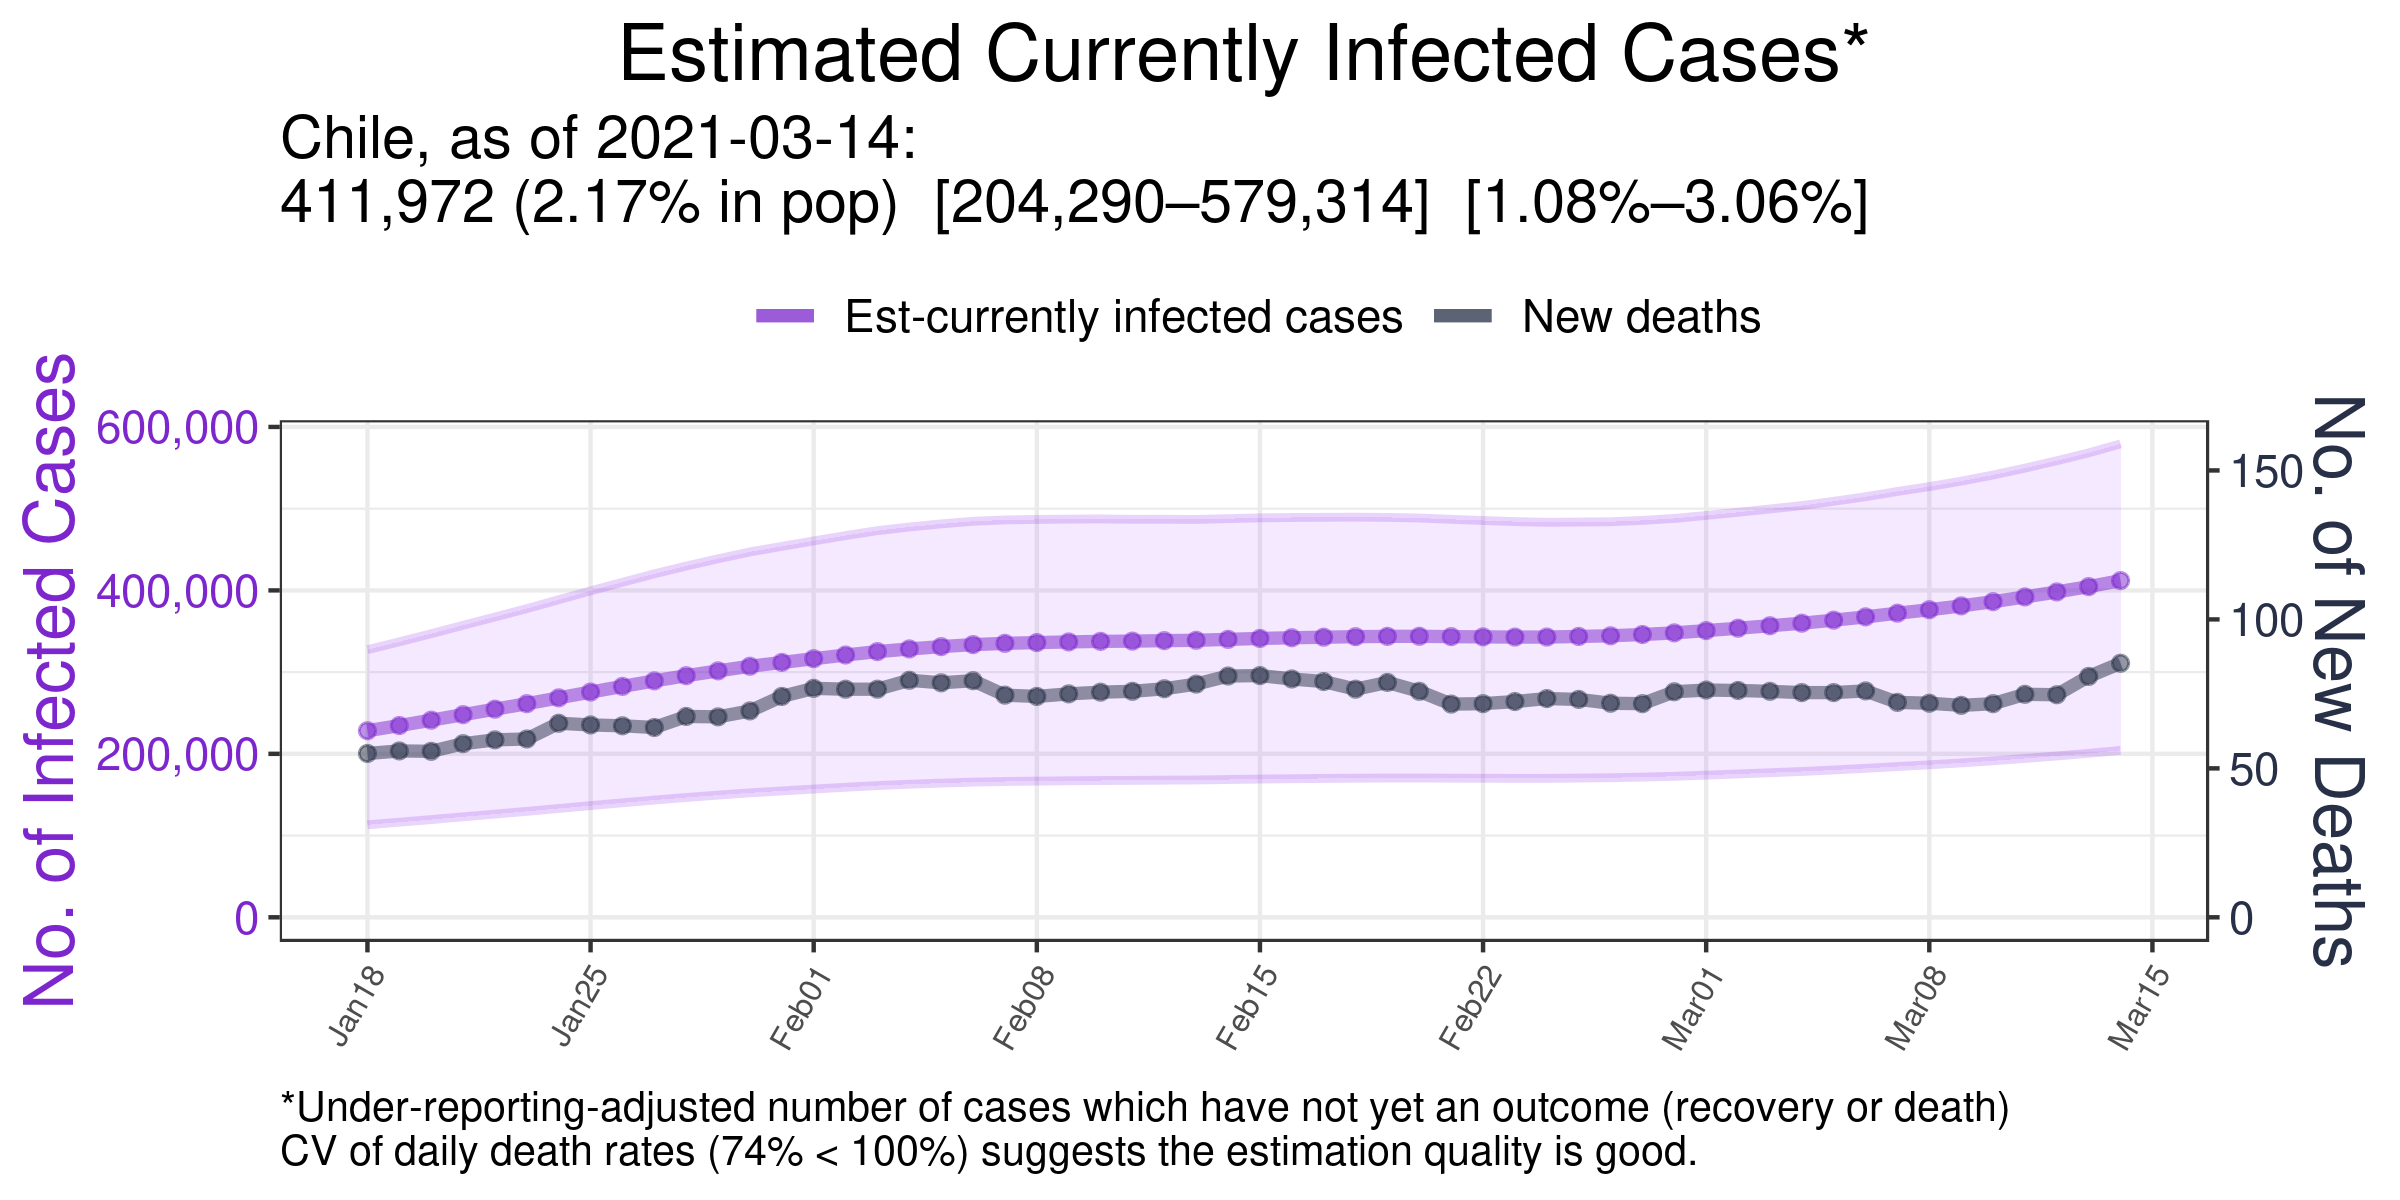 Estimated Currently Infected Cases*
Chile, as of 2021-03-14:
411,972 (2.17% in pop) [204,290–579,314] [1.08%–3.06%]
Est-currently infected cases New deaths
No. of Infected Cases
600,000
400,000
200,000
0
150
100
50
0
No. of New Deaths
Jan18 Jan25 Feb01 Feb08 Feb15 Feb22 Mar01 Mar08 Mar15
*Under-reporting-adjusted number of cases which have not yet an outcome (recovery or death)
CV of daily death rates (74% < 100%) suggests the estimation quality is good.